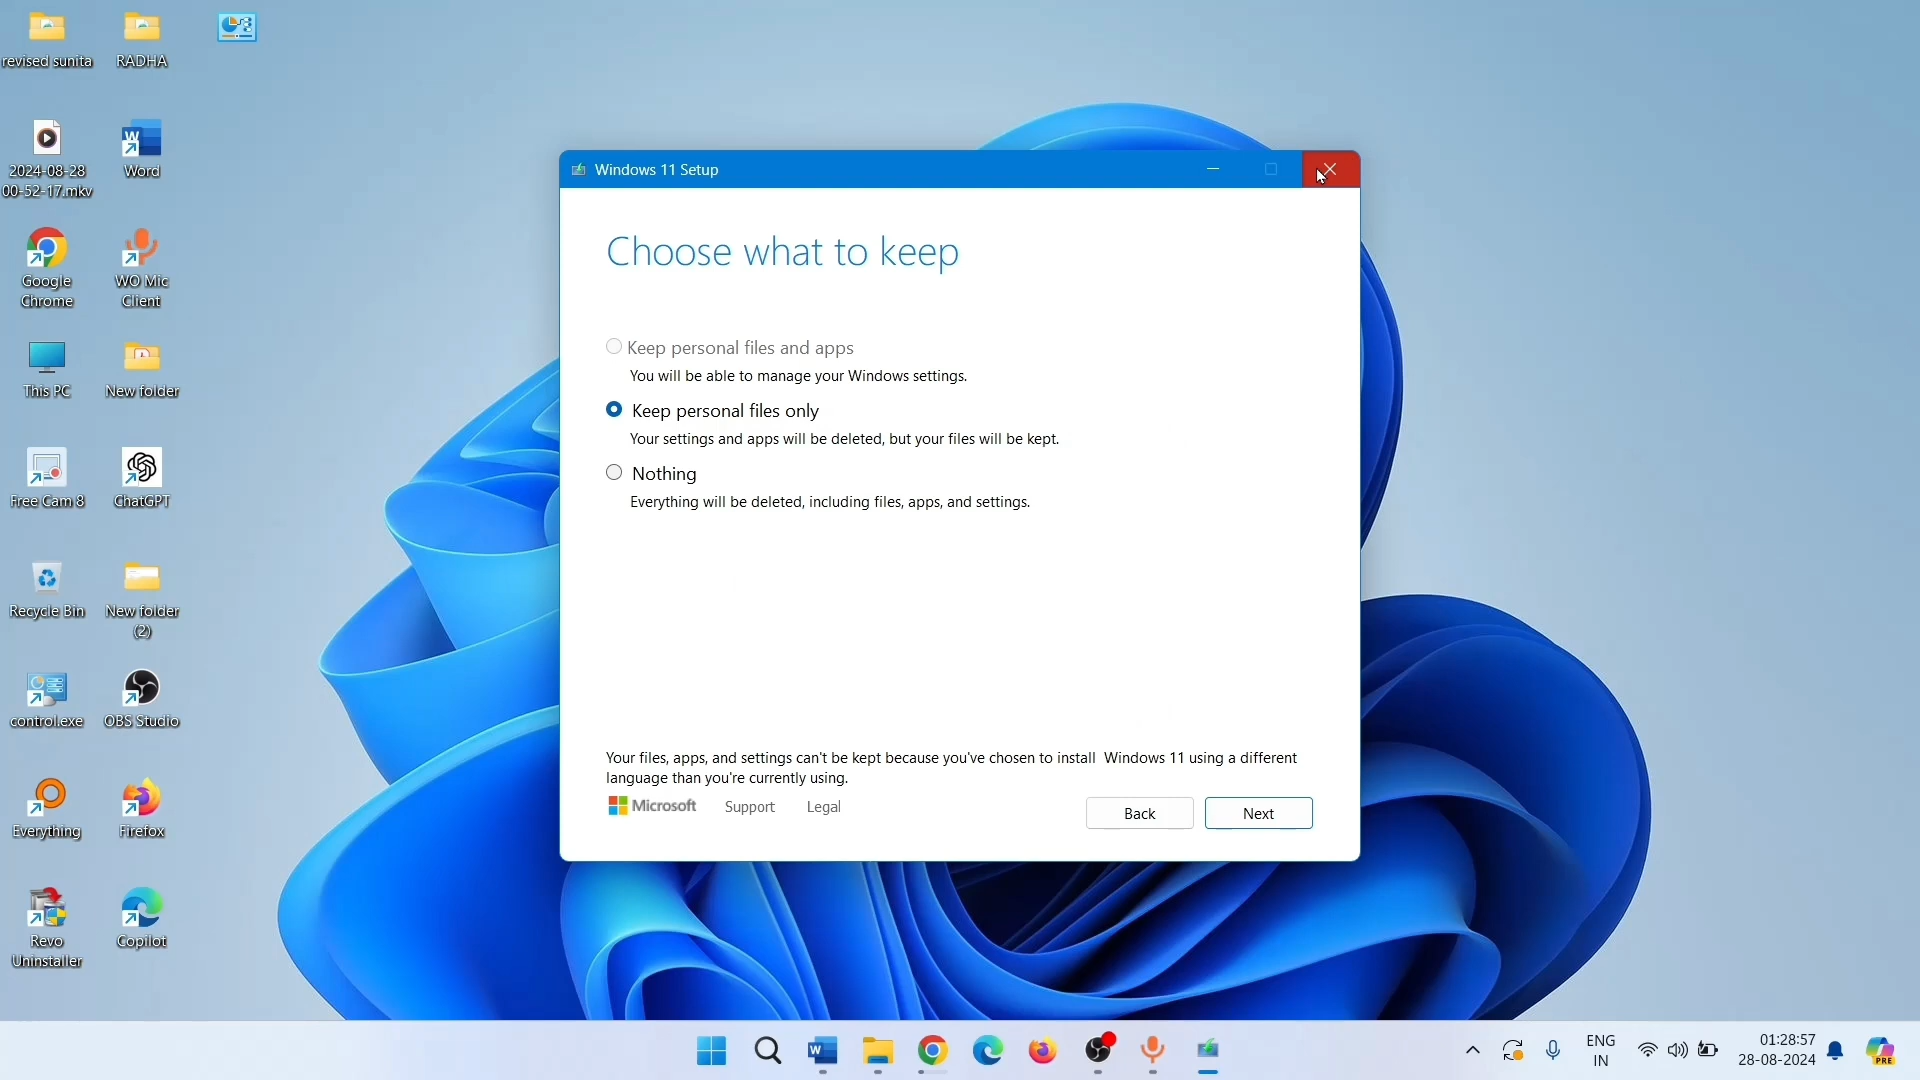 revised sunita
RADHA
2024-08-28
00-52-17.mkv
Word
Google
Chrome
WO Mic
Client
This PC
New folder
Free Cam 8
ChatGPT
Recycle Bin
New folder
(2)
control.exe
OBS Studio
Everything
Firefox
Revo
Uninstaller
Copilot
Windows 11 Setup
Choose what to keep
Keep personal files and apps
You will be able to manage your Windows settings.
Keep personal files only
Your settings and apps will be deleted, but your files will be kept.
Nothing
Everything will be deleted, including files, apps, and settings.
Your files, apps, and settings can't be kept because you've chosen to install Windows 11 using a different
language than you're currently using.
Microsoft Support Legal
Back
Next
ENG
IN
01:28:57
28-08-2024
PRE